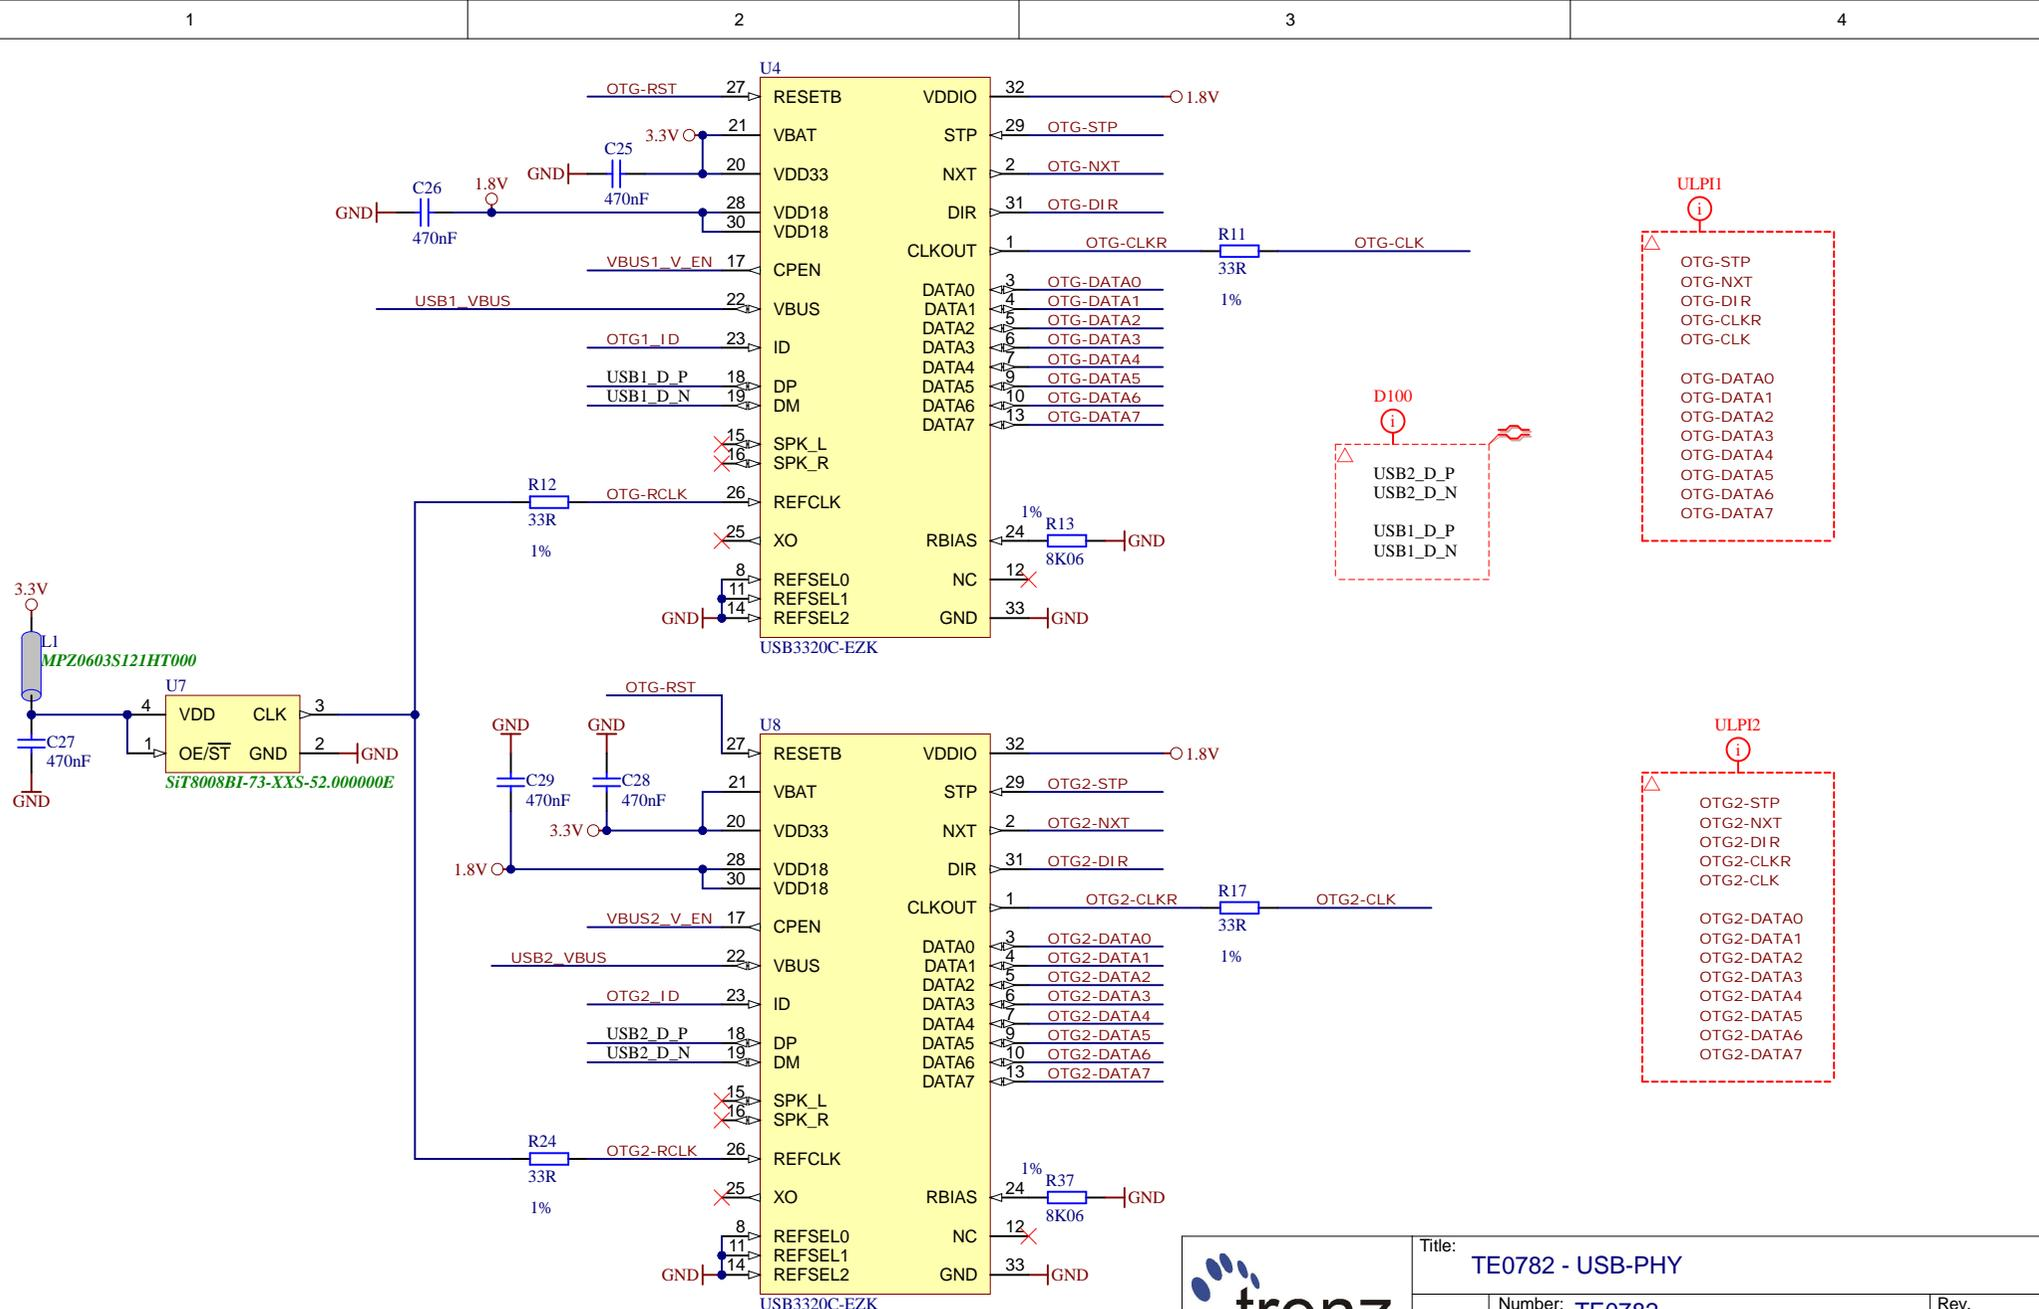 1 2 3 4
U4
OTG-RST 27 RESETB VDDIO 32 1.8V
3.3V 21 VBAT STP 29 OTG-STP
C25
GND 470nF 20 VDD33 NXT 2 OTG-NXT
C26 1.8V
GND 470nF 28 VDD18 DIR 31 OTG-DIR
30 VDD18
CLKOUT 1 OTG-CLKR R11 33R 1% OTG-CLK
VBUS1_V_EN 17 CPEN
DATA0 3 OTG-DATA0
USB1_VBUS 22 VBUS DATA1 4 OTG-DATA1
DATA2 5 OTG-DATA2
OTG1_ID 23 ID DATA3 6 OTG-DATA3
DATA4 7 OTG-DATA4
USB1_D_P 18 DP DATA5 9 OTG-DATA5
USB1_D_N 19 DM DATA6 10 OTG-DATA6
DATA7 13 OTG-DATA7
15 SPK_L
16 SPK_R
R12 33R 1% OTG-RCLK 26 REFCLK
25 XO RBIAS 24 1% R13 8K06 GND
8 REFSEL0 NC 12
11 REFSEL1
GND 14 REFSEL2 GND 33 GND
USB3320C-EZK
ULPI1
i
OTG-STP
OTG-NXT
OTG-DIR
OTG-CLKR
OTG-CLK
OTG-DATA0
OTG-DATA1
OTG-DATA2
OTG-DATA3
OTG-DATA4
OTG-DATA5
OTG-DATA6
OTG-DATA7
D100
i
USB2_D_P
USB2_D_N
USB1_D_P
USB1_D_N
3.3V
L1
MPZ0603S121HT000
U7
4 VDD CLK 3
1 OE/ST GND 2 GND
SiT8008BI-73-XXS-52.000000E
C27
470nF
GND
OTG-RST
U8
GND GND
27 RESETB VDDIO 32 1.8V
C29 C28
470nF 470nF
21 VBAT STP 29 OTG2-STP
3.3V 20 VDD33 NXT 2 OTG2-NXT
1.8V 28 VDD18 DIR 31 OTG2-DIR
30 VDD18
CLKOUT 1 OTG2-CLKR R17 33R 1% OTG2-CLK
VBUS2_V_EN 17 CPEN
DATA0 3 OTG2-DATA0
USB2_VBUS 22 VBUS DATA1 4 OTG2-DATA1
DATA2 5 OTG2-DATA2
OTG2_ID 23 ID DATA3 6 OTG2-DATA3
DATA4 7 OTG2-DATA4
USB2_D_P 18 DP DATA5 9 OTG2-DATA5
USB2_D_N 19 DM DATA6 10 OTG2-DATA6
DATA7 13 OTG2-DATA7
15 SPK_L
16 SPK_R
R24 33R 1% OTG2-RCLK 26 REFCLK
25 XO RBIAS 24 1% R37 8K06 GND
8 REFSEL0 NC 12
11 REFSEL1
GND 14 REFSEL2 GND 33 GND
USB3320C-EZK
ULPI2
i
OTG2-STP
OTG2-NXT
OTG2-DIR
OTG2-CLKR
OTG2-CLK
OTG2-DATA0
OTG2-DATA1
OTG2-DATA2
OTG2-DATA3
OTG2-DATA4
OTG2-DATA5
OTG2-DATA6
OTG2-DATA7
trenz
Title: TE0782 - USB-PHY
Number: TE0782 Rev.